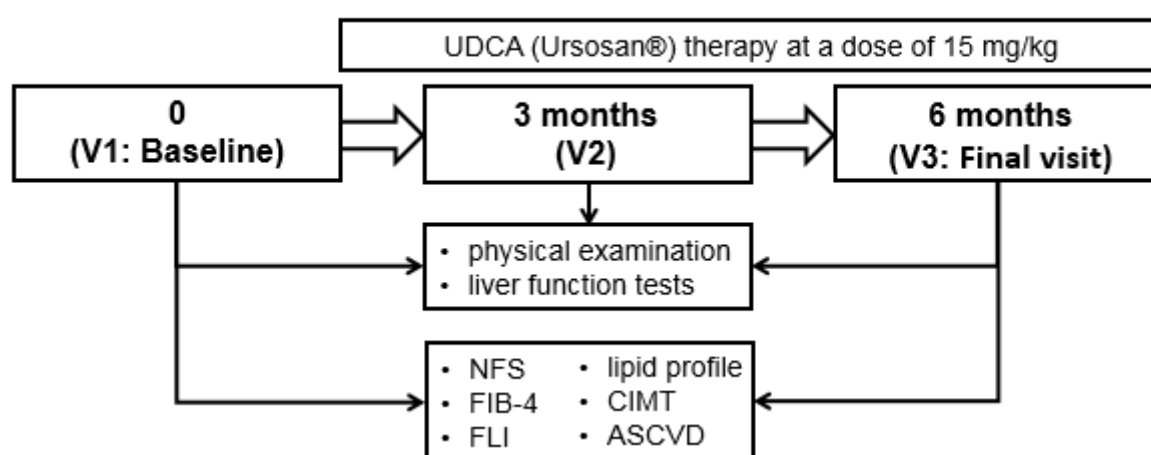 UDCA (Ursosan®) therapy at a dose of 15 mg/kg
0
(V1: Baseline)
3 months
(V2)
6 months
(V3: Final visit)
• physical examination
• liver function tests
• NFS
• FIB-4
• FLI
• lipid profile
• CIMT
• ASCVD